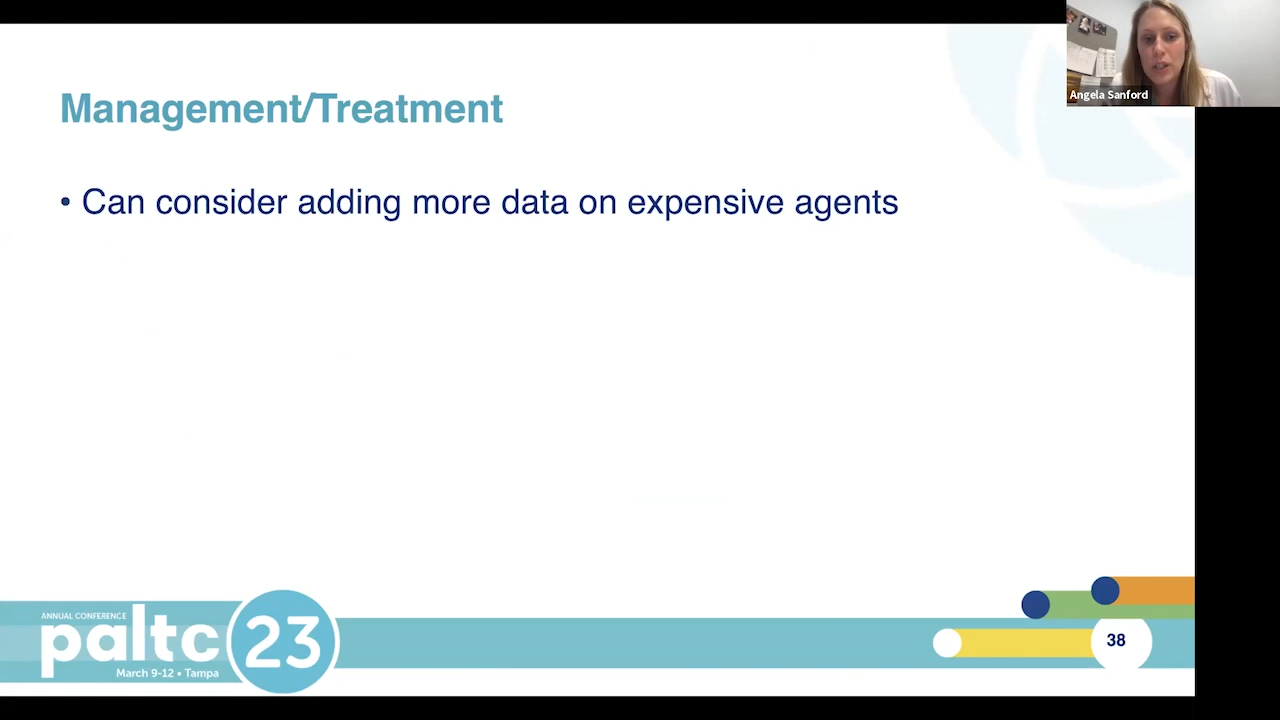 Angela Sanford
Management/Treatment
• Can consider adding more data on expensive agents
ANNUAL CONFERENCE
paltc 23
March 9-12 • Tampa
38